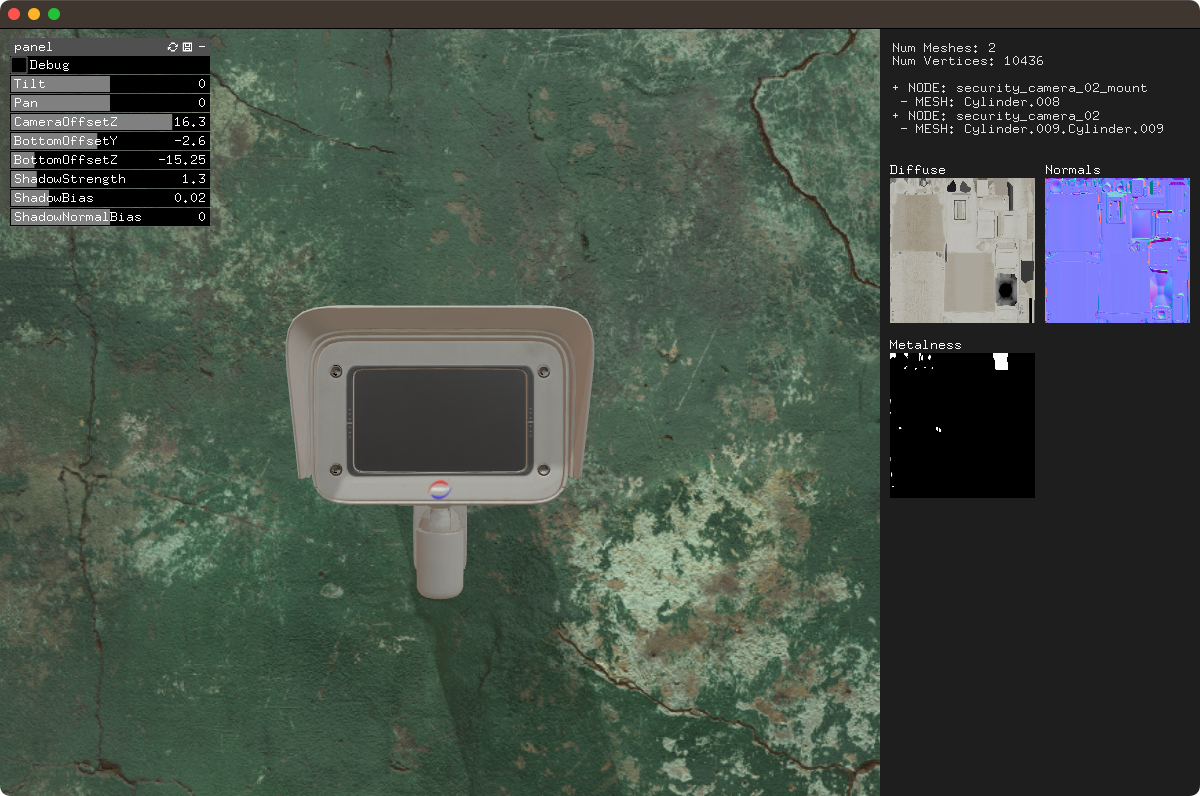 panel
Debug
Tilt 0
Pan 0
CameraOffsetZ 16.3
BottomOffsetY -2.6
BottomOffsetZ -15.25
ShadowStrength 1.3
ShadowBias 0.02
ShadowNormalBias 0
Num Meshes: 2
Num Vertices: 10436
+ NODE: security_camera_02_mount
- MESH: Cylinder.008
+ NODE: security_camera_02
- MESH: Cylinder.009.Cylinder.009
Diffuse Normals
Metalness